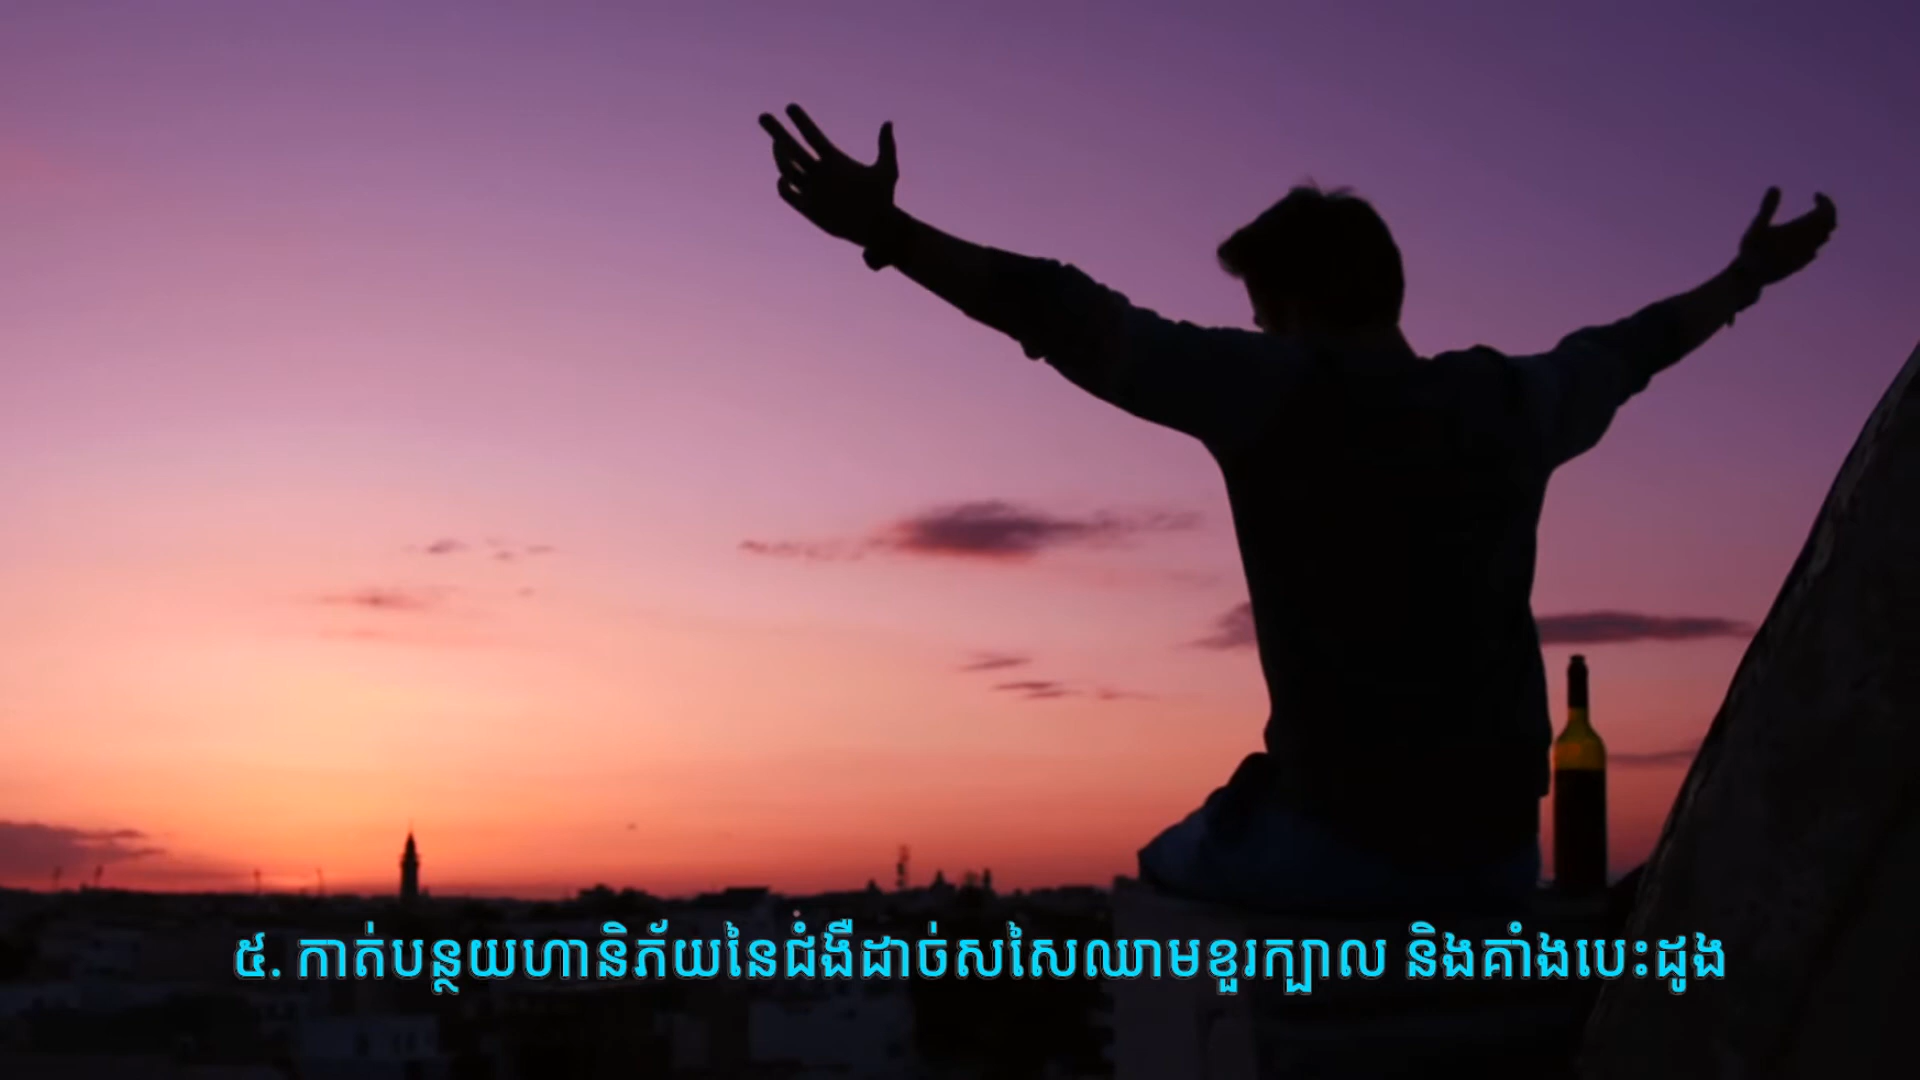 ៥. កាត់បន្ថយហានិភ័យនៃជំងឺដាច់សសៃឈាមខួរក្បាល និងគាំងបេះដូង